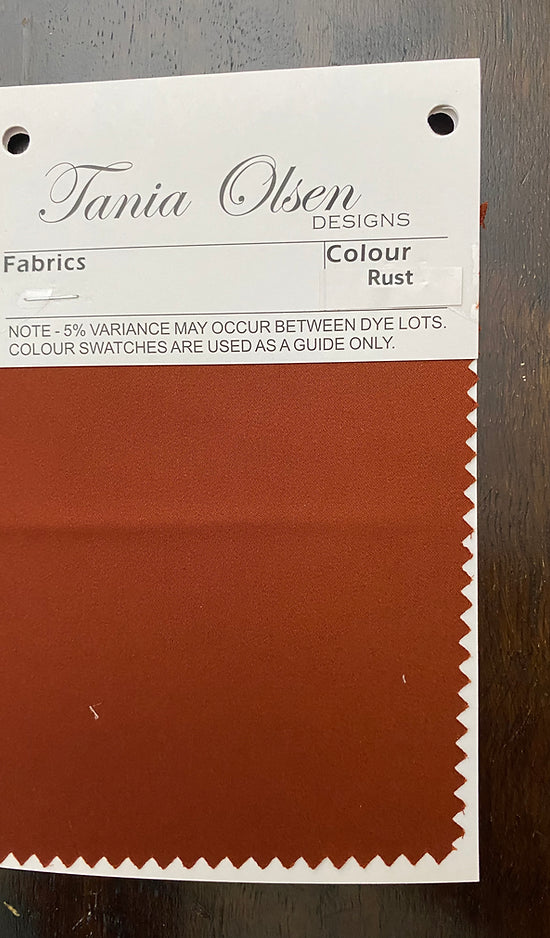 Tania Olsen
DESIGNS
Fabrics
Colour
Rust
NOTE - 5% VARIANCE MAY OCCUR BETWEEN DYE LOTS.
COLOUR SWATCHES ARE USED AS A GUIDE ONLY.